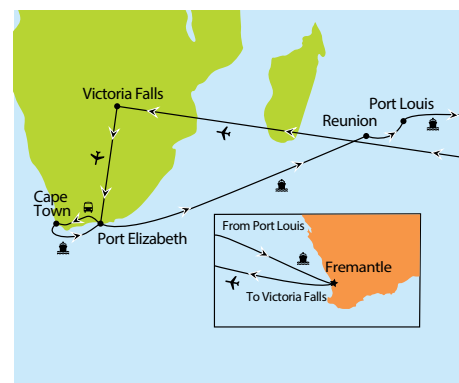 Victoria Falls
Port Louis
Reunion
Cape
Town
Port Elizabeth
From Port Louis
Fremantle
To Victoria Falls